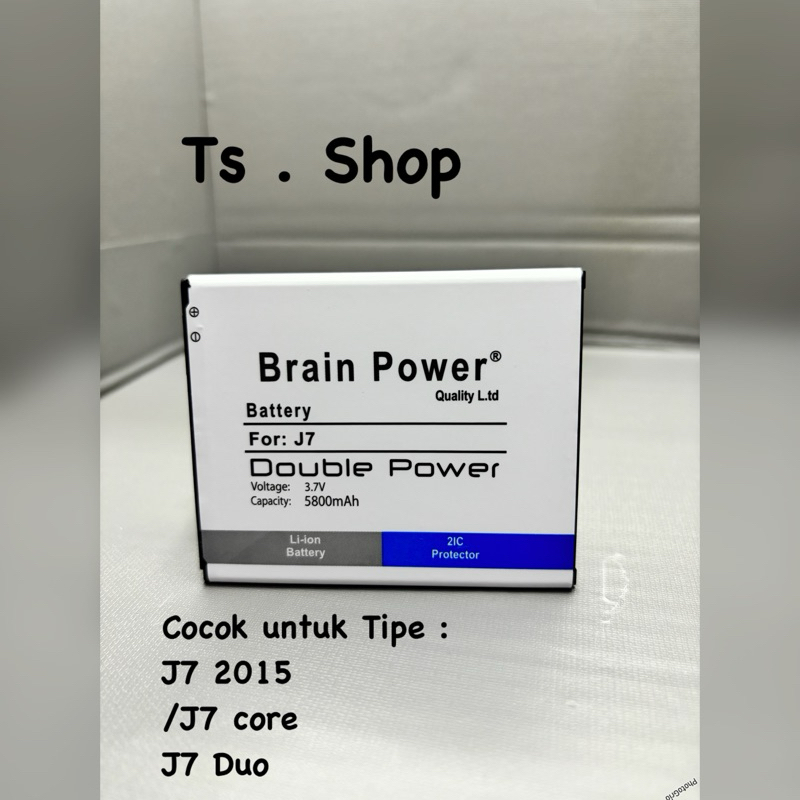 Ts . Shop
⊕
⊖
Brain Power®
Quality L.td
Battery
For: J7
Double Power
Voltage: 3.7V
Capacity: 5800mAh
Li-ion
Battery
2IC
Protector
Cocok untuk Tipe :
J7 2015
/J7 core
J7 Duo
PhotoGrid